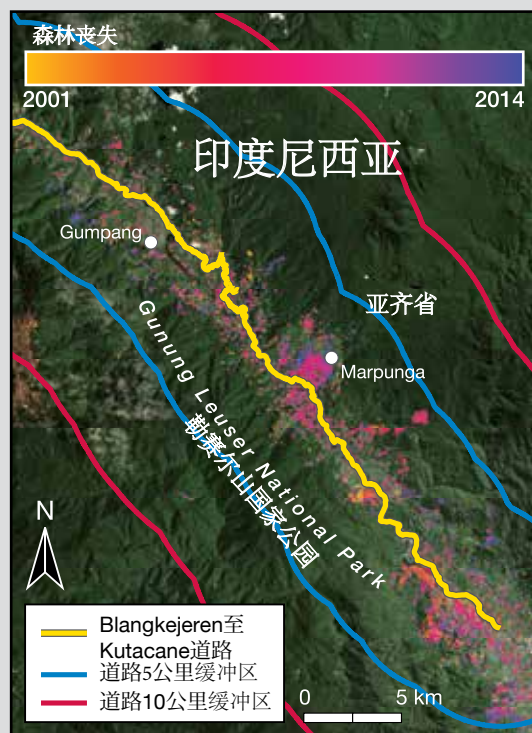 森林丧失
2001 2014
印度尼西亚
Gumpang
亚齐省
Marpunga
Gunung Leuser National Park
勒赛尔山国家公园
N
Blangkejeren至
Kutacane道路
道路5公里缓冲区
道路10公里缓冲区
0 5 km